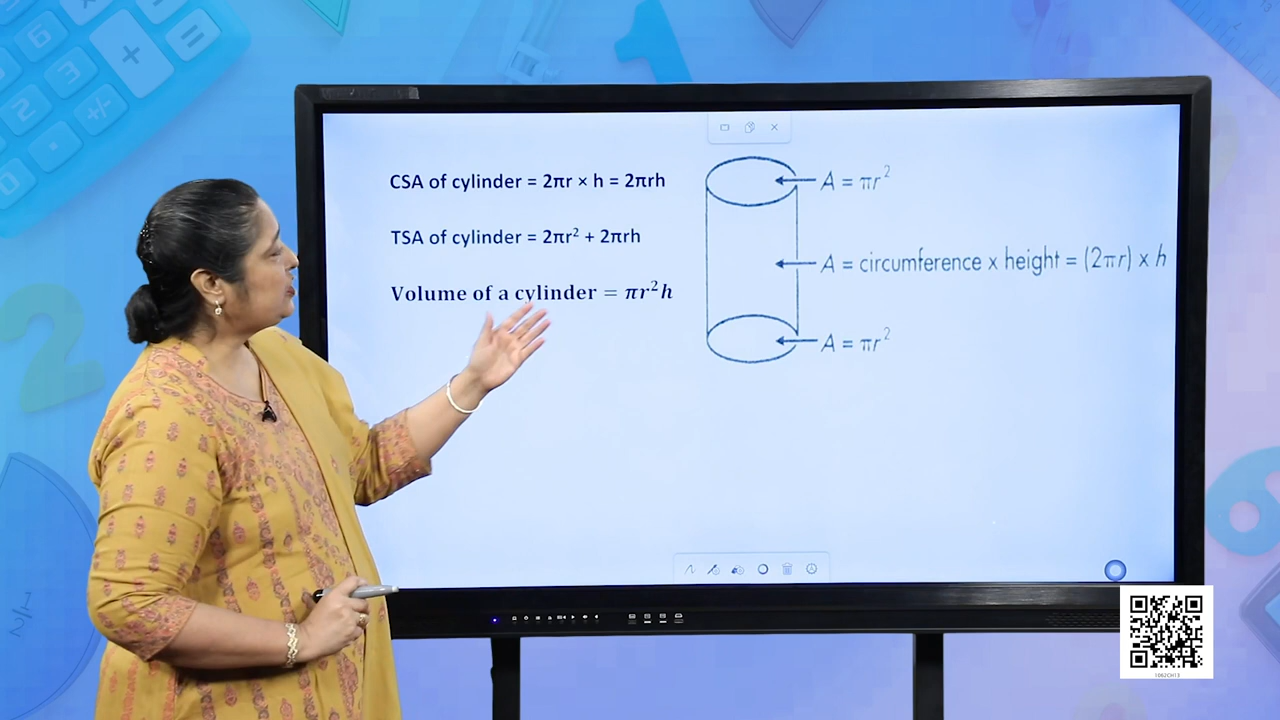 CSA of cylinder = 2πr × h = 2πrh
TSA of cylinder = 2πr² + 2πrh
Volume of a cylinder = πr²h
A = πr²
A = circumference x height = (2πr) x h
A = πr²
1062CH13